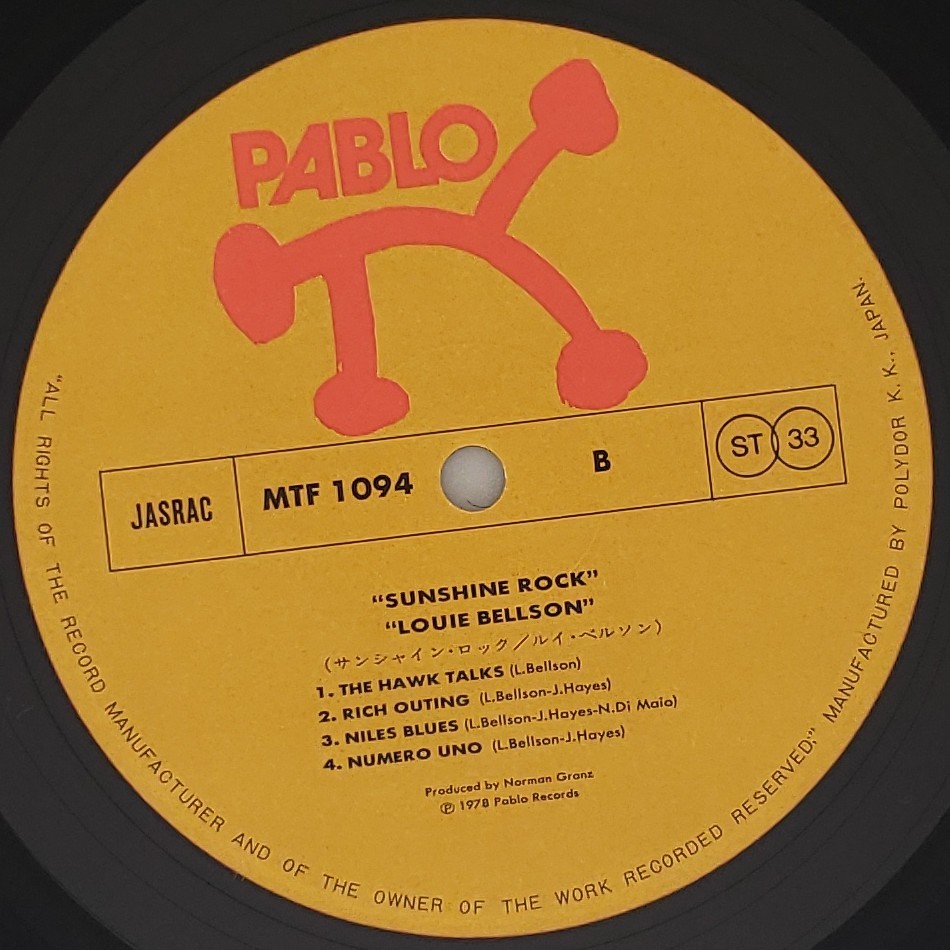 PABLO
JASRAC
MTF 1094
B
ST 33
“SUNSHINE ROCK”
“LOUIE BELLSON”
(サンシャイン・ロック／ルイ・ベルソン)
1. THE HAWK TALKS (L.Bellson)
2. RICH OUTING (L.Bellson-J.Hayes)
3. NILES BLUES (L.Bellson-J.Hayes-N.Di Maio)
4. NUMERO UNO (L.Bellson-J.Hayes)
Produced by Norman Granz
℗ 1978 Pablo Records
“ALL RIGHTS OF THE RECORD MANUFACTURER AND OF THE OWNER OF THE WORK RECORDED RESERVED.” MANUFACTURED BY POLYDOR K. K., JAPAN.